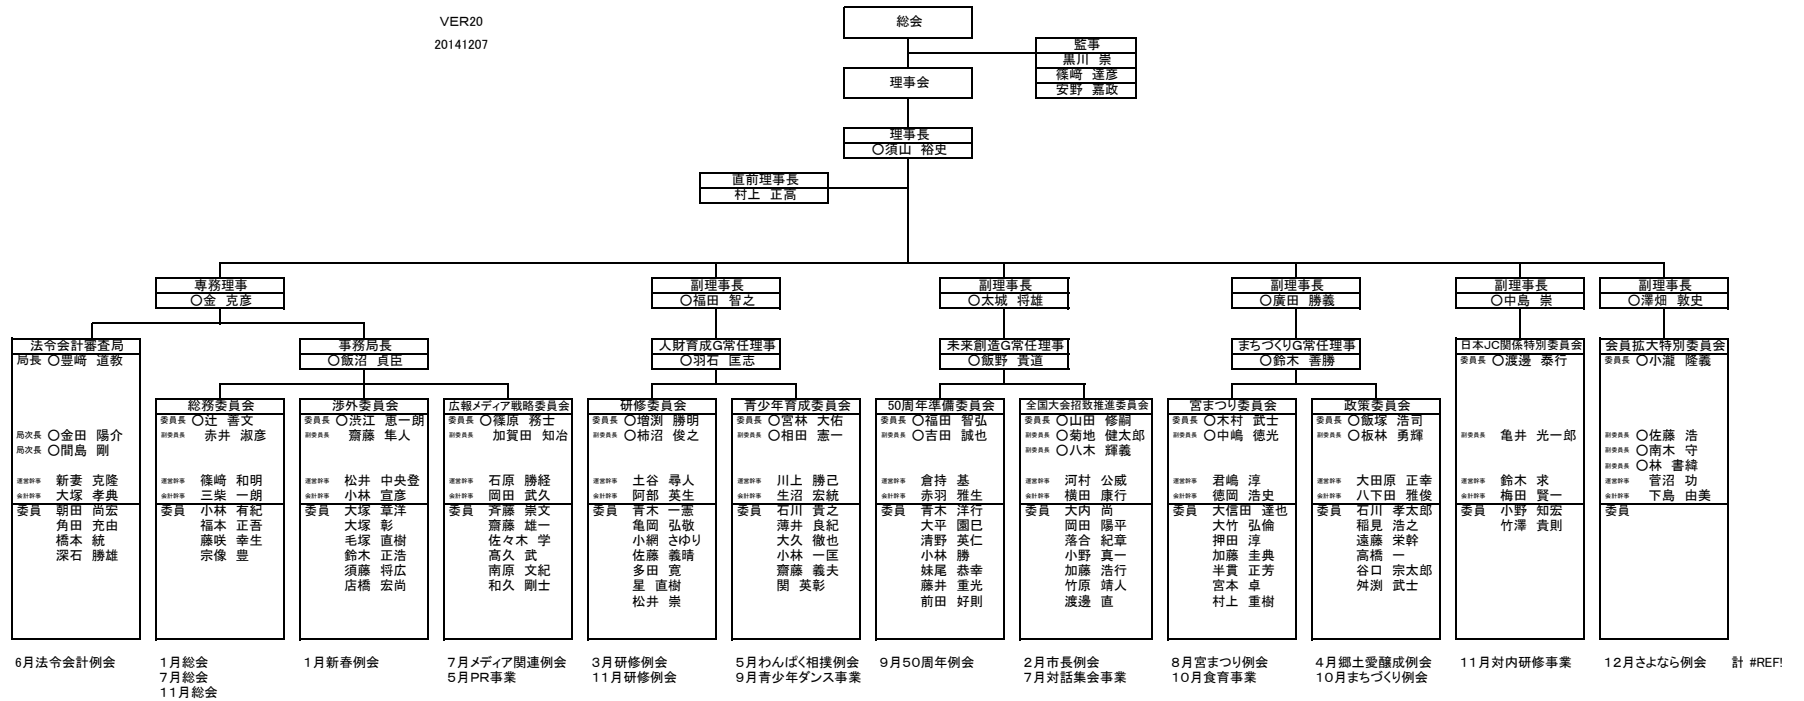 VER20
20141207
総会
監事
黒川 崇
篠﨑 達彦
安野 嘉政
理事会
理事長
〇須山 裕史
直前理事長
村上 正高
専務理事
〇金 克彦
副理事長
〇福田 智之
副理事長
〇太城 将雄
副理事長
〇廣田 勝義
副理事長
〇中島 崇
副理事長
〇澤畑 敦史
法令会計審査局
局長 〇豊﨑 道教
局次長 〇金田 陽介
局次長 〇間島 剛
運営幹事 新妻 克隆
会計幹事 大塚 孝典
委員 朝田 尚宏
角田 充由
橋本 統
深石 勝雄
6月法令会計例会
事務局長
〇飯沼 貞臣
総務委員会
委員長 〇辻 善文
副委員長 赤井 淑彦
運営幹事 篠﨑 和明
会計幹事 三柴 一朗
委員 小林 有紀
福本 正吾
藤咲 幸生
宗像 豊
1月総会
7月総会
11月総会
渉外委員会
委員長 〇渋江 恵一朗
副委員長 齋藤 隼人
運営幹事 松井 中央登
会計幹事 小林 宣彦
委員 大塚 章洋
大塚 彰
毛塚 直樹
鈴木 正浩
須藤 将広
店橋 宏尚
1月新春例会
広報メディア戦略委員会
委員長 〇篠原 務士
副委員長 加賀田 知冶
運営幹事 石原 勝経
会計幹事 岡田 武久
委員 斉藤 崇文
齋藤 雄一
佐々木 学
髙久 武
南原 文紀
和久 剛士
7月メディア関連例会
5月PR事業
人財育成G常任理事
〇羽石 匡志
研修委員会
委員長 〇増渕 勝明
副委員長 〇柿沼 俊之
運営幹事 土谷 尋人
会計幹事 阿部 英生
委員 青木 一憲
亀岡 弘敬
小網 さゆり
佐藤 義晴
多田 寛
星 直樹
松井 崇
3月研修例会
11月研修例会
青少年育成委員会
委員長 〇宮林 大佑
副委員長 〇相田 憲一
運営幹事 川上 勝己
会計幹事 生沼 宏統
委員 石川 貴之
薄井 良紀
大久 徹也
小林 一匡
齋藤 義夫
関 英彰
5月わんぱく相撲例会
9月青少年ダンス事業
未来創造G常任理事
〇飯野 貴道
50周年準備委員会
委員長 〇福田 智弘
副委員長 〇吉田 誠也
運営幹事 倉持 基
会計幹事 赤羽 雅生
委員 青木 洋行
大平 園巳
清野 英仁
小林 勝
妹尾 恭幸
藤井 重光
前田 好則
9月50周年例会
全国大会招致推進委員会
委員長 〇山田 修嗣
副委員長 〇菊地 健太郎
副委員長 〇八木 輝義
運営幹事 河村 公威
会計幹事 横田 康行
委員 大内 尚
岡田 陽平
落合 紀章
小野 真一
加藤 浩行
竹原 靖人
渡邊 直
2月市長例会
7月対話集会事業
まちづくりG常任理事
〇鈴木 善勝
宮まつり委員会
委員長 〇木村 武士
副委員長 〇中嶋 徳光
運営幹事 君嶋 淳
会計幹事 徳岡 浩史
委員 大信田 達也
大竹 弘倫
押田 淳
加藤 圭典
半貫 正芳
宮本 卓
村上 重樹
8月宮まつり例会
10月食育事業
政策委員会
委員長 〇飯塚 浩司
副委員長 〇板林 勇輝
運営幹事 大田原 正幸
会計幹事 八下田 雅俊
委員 石川 孝太郎
稲見 浩之
遠藤 栄幹
高橋 一
谷口 宗太郎
舛渕 武士
4月郷土愛醸成例会
10月まちづくり例会
日本JC関係特別委員会
委員長 〇渡邊 泰行
副委員長 亀井 光一郎
運営幹事 鈴木 求
会計幹事 梅田 賢一
委員 小野 知宏
竹澤 貴則
11月対内研修事業
会員拡大特別委員会
委員長 〇小瀧 隆義
副委員長 〇佐藤 浩
副委員長 〇南木 守
副委員長 〇林 書緯
運営幹事 菅沼 功
会計幹事 下島 由美
委員
12月さよなら例会
計 #REF!